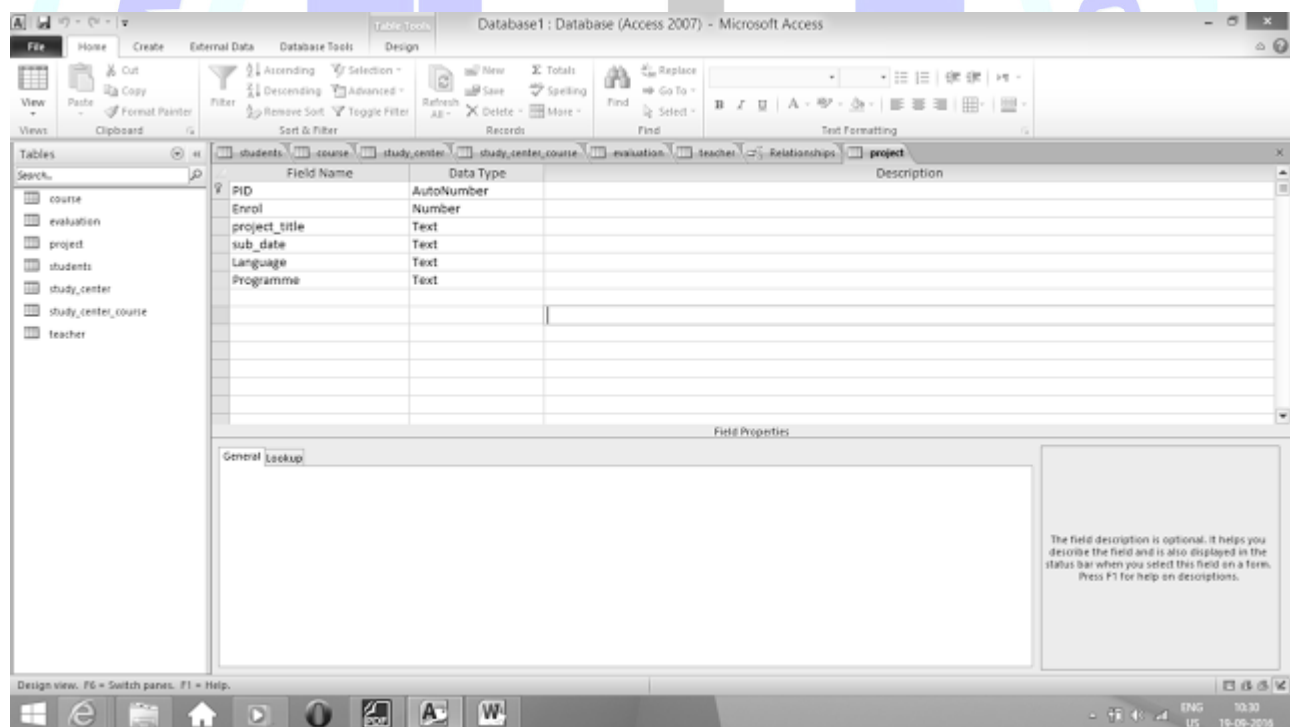 Table Tools
Database1 : Database (Access 2007) - Microsoft Access
File Home Create External Data Database Tools Design
View
Views
Paste
Cut
Copy
Format Painter
Clipboard
Filter
Ascending
Descending
Remove Sort
Selection
Advanced
Toggle Filter
Sort & Filter
Refresh All
New
Save
Delete
Totals
Spelling
More
Records
Find
Replace
Go To
Select
Find
B I U A
Text Formatting
Tables
Search..
course
evaluation
project
students
study_center
study_center_course
teacher
students course study_center study_center_course evaluation teacher Relationships project
Field Name Data Type Description
PID AutoNumber
Enrol Number
project_title Text
sub_date Text
Language Text
Programme Text
Field Properties
General Lookup
The field description is optional. It helps you
describe the field and is also displayed in the
status bar when you select this field on a form.
Press F1 for help on descriptions.
Design view. F6 = Switch panes. F1 = Help.
PDF A W
ENG 10:30
US 19-09-2016